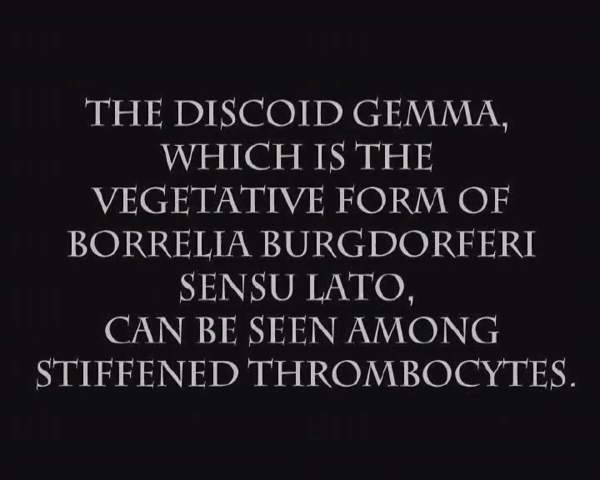 THE DISCOID GEMMA,
WHICH IS THE
VEGETATIVE FORM OF
BORRELIA BURGDORFERI
SENSU LATO,
CAN BE SEEN AMONG
STIFFENED THROMBOCYTES.